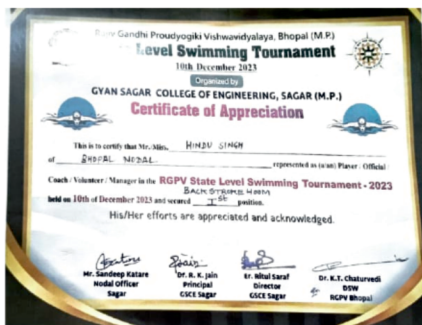 Gandhi Proudyogiki Vishwavidyalaya, Bhopal (M.P.)
Level Swimming Tournament
10th December 2023
Organized by
GYAN SAGAR COLLEGE OF ENGINEERING, SAGAR (M.P.)
Certificate of Appreciation
This is to certify that Mr./Miss. HINDU SINGH
of BHOPAL NODAL represented as (a/an) Player / Official /
Coach / Volunteer / Manager in the RGPV State Level Swimming Tournament - 2023
BACK STROKE 400M
held on 10th of December 2023 and secured Ist position.
His/Her efforts are appreciated and acknowledged.
Mr. Sandeep Katare Dr. R. K. Jain Er. Ritul Saraf Dr. K.T. Chaturvedi
Nodal Officer Principal Director DSW
Sagar GSCE Sagar GSCE Sagar RGPV Bhopal